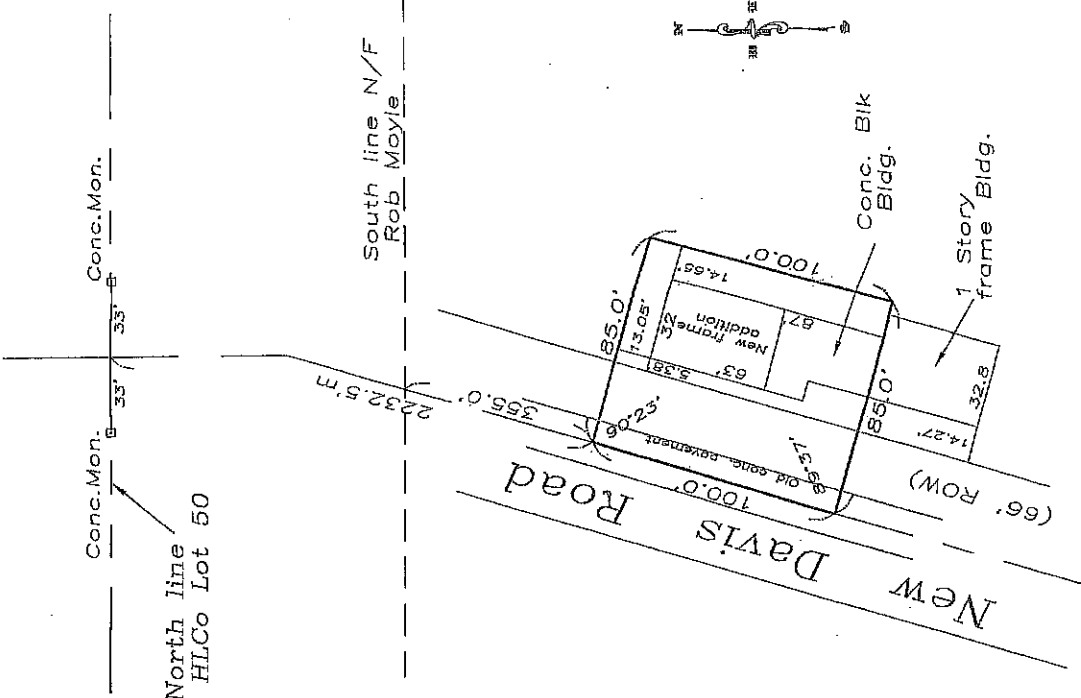 Conc.Mon.
Conc.Mon.
33'
33'
North line
HLCo Lot 50
South line N/F
Rob Moyle
2232.5'm
355.0'
85.0'
13.05'
14.65'
100.0'
5.38'
63'
New frame
addition
87'
90°23'
Old conc. pavement
100.0'
89°37'
85.0'
14.27'
32.8
Conc. Blk
Bldg.
1 Story
frame Bldg.
(66' ROW)
New Davis Road
N
S